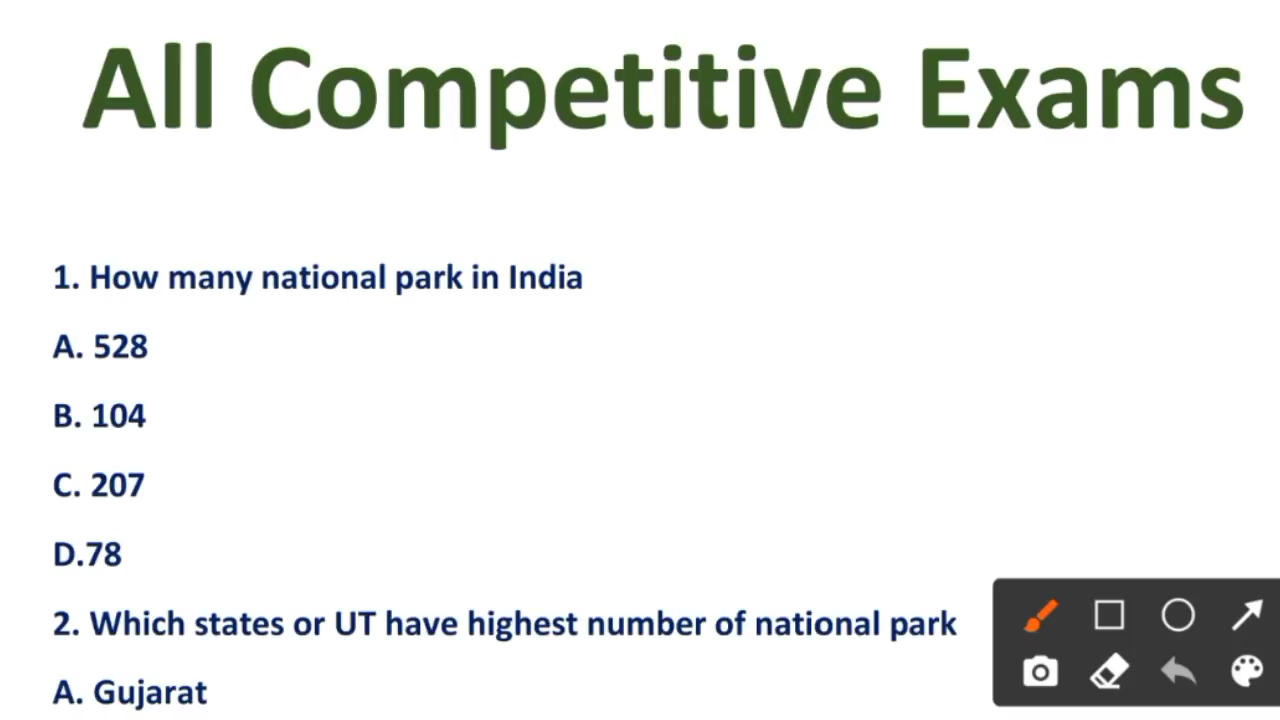 All Competitive Exams
1. How many national park in India
A. 528
B. 104
C. 207
D.78
2. Which states or UT have highest number of national park
A. Gujarat